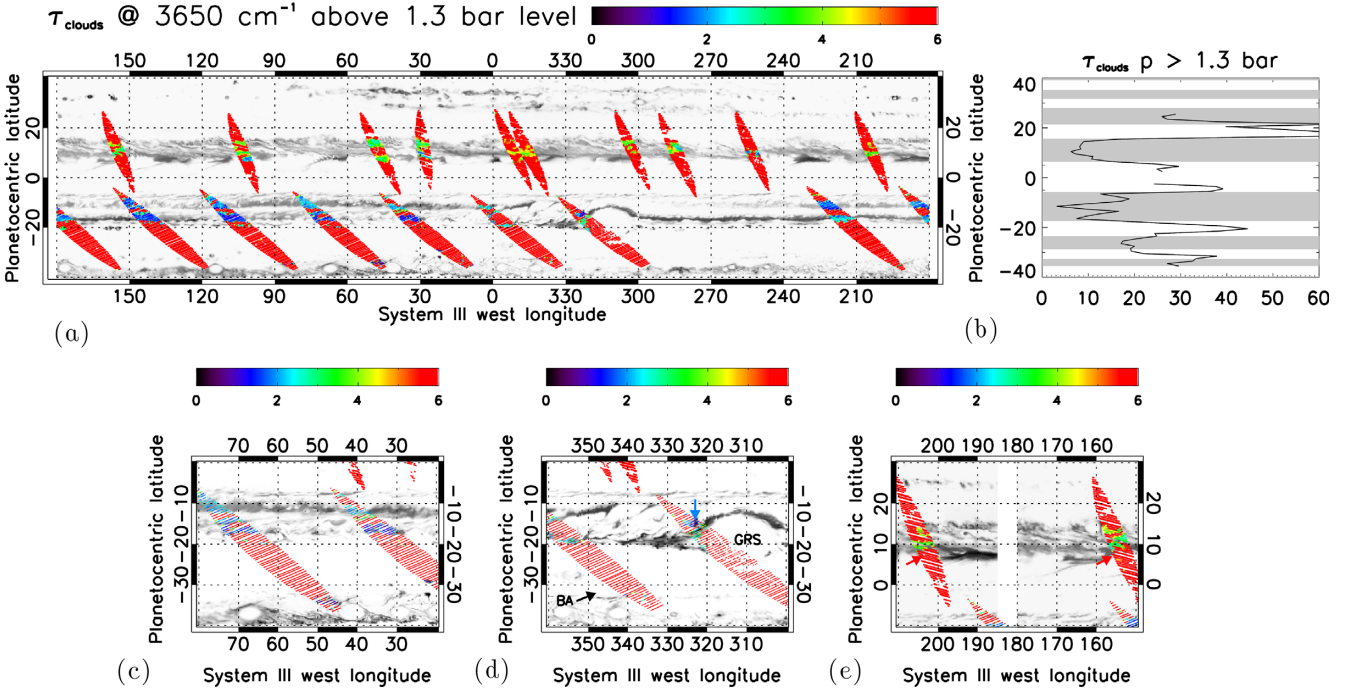 τclouds @ 3650 cm⁻¹ above 1.3 bar level
0 2 4 6
150 120 90 60 30 0 330 300 270 240 210
Planetocentric latitude
20
0
−20
20
0
−20
Planetocentric latitude
150 120 90 60 30 0 330 300 270 240 210
System III west longitude
(a)
τclouds p > 1.3 bar
40
20
0
−20
−40
0 10 20 30 40 50 60
(b)
0 2 4 6
70 60 50 40 30
Planetocentric latitude
−10
−20
−30
−10
−20
−30
70 60 50 40 30
System III west longitude
(c)
0 2 4 6
350 340 330 320 310
Planetocentric latitude
−10
−20
−30
−10
−20
−30
GRS
BA
350 340 330 320 310
System III west longitude
(d)
0 2 4 6
200 190 180 170 160
Planetocentric latitude
20
10
0
20
10
0
200 190 180 170 160
System III west longitude
(e)